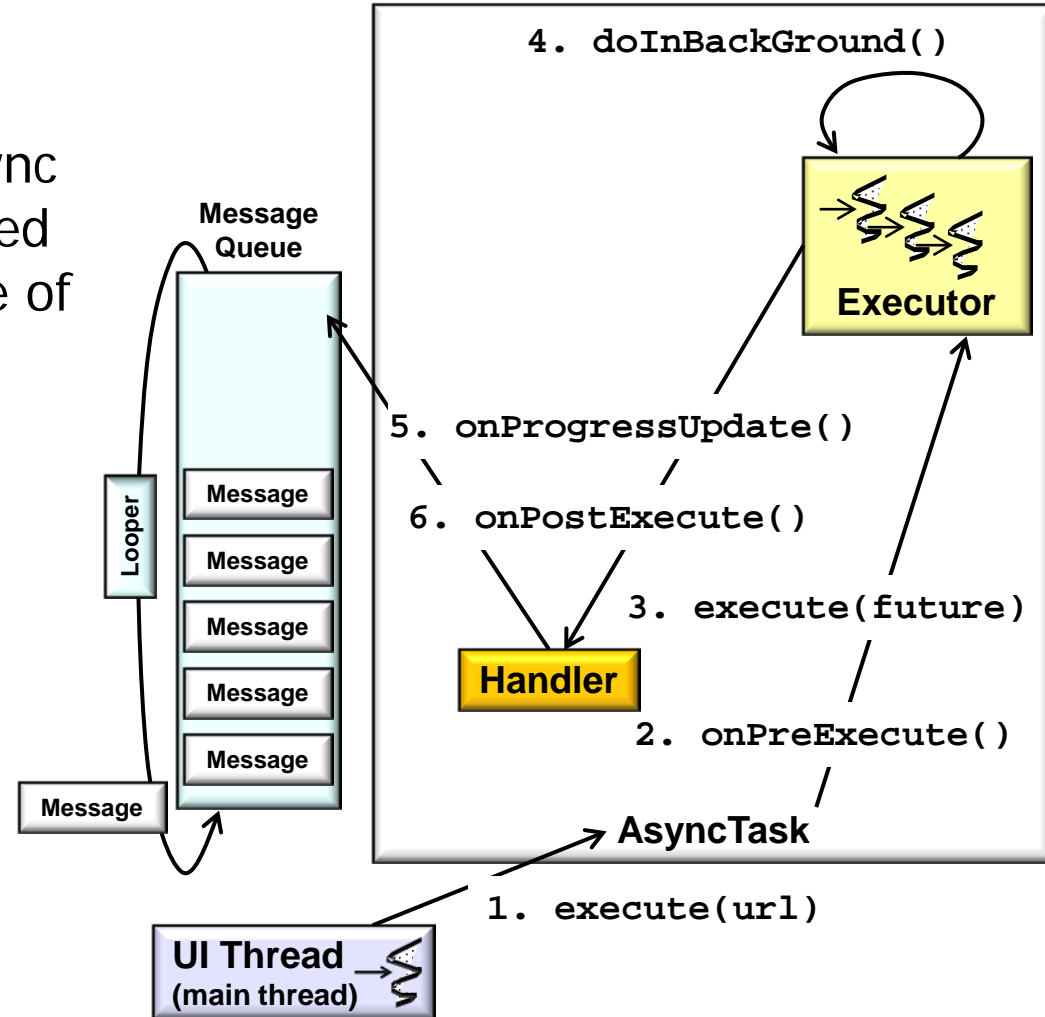 4. doInBackGround()
Message
Queue
Executor
5. onProgressUpdate()
Message
6. onPostExecute()
Looper
Message
3. execute(future)
Message
Handler
Message
2. onPreExecute()
Message
Message
AsyncTask
1. execute(url)
UI Thread
(main thread)
e of